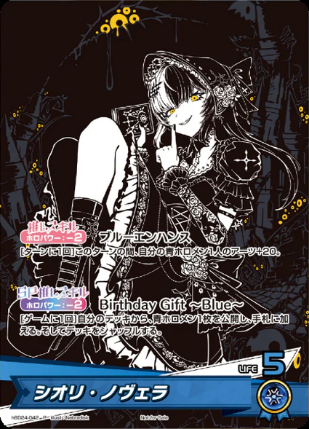 推しスキル
ホロパワー:-2
ブルーエンハンス
[ターンに1回]このターンの間、自分の青ホロメン1人のアーツ+20。
SP推しスキル
ホロパワー:-2
Birthday Gift ～Blue～
[ゲームに1回]自分のデッキから、青ホロメン1枚を公開し、手札に加
える。そしてデッキをシャッフルする。
シオリ・ノヴェラ
LIFE 5
Not for Sale